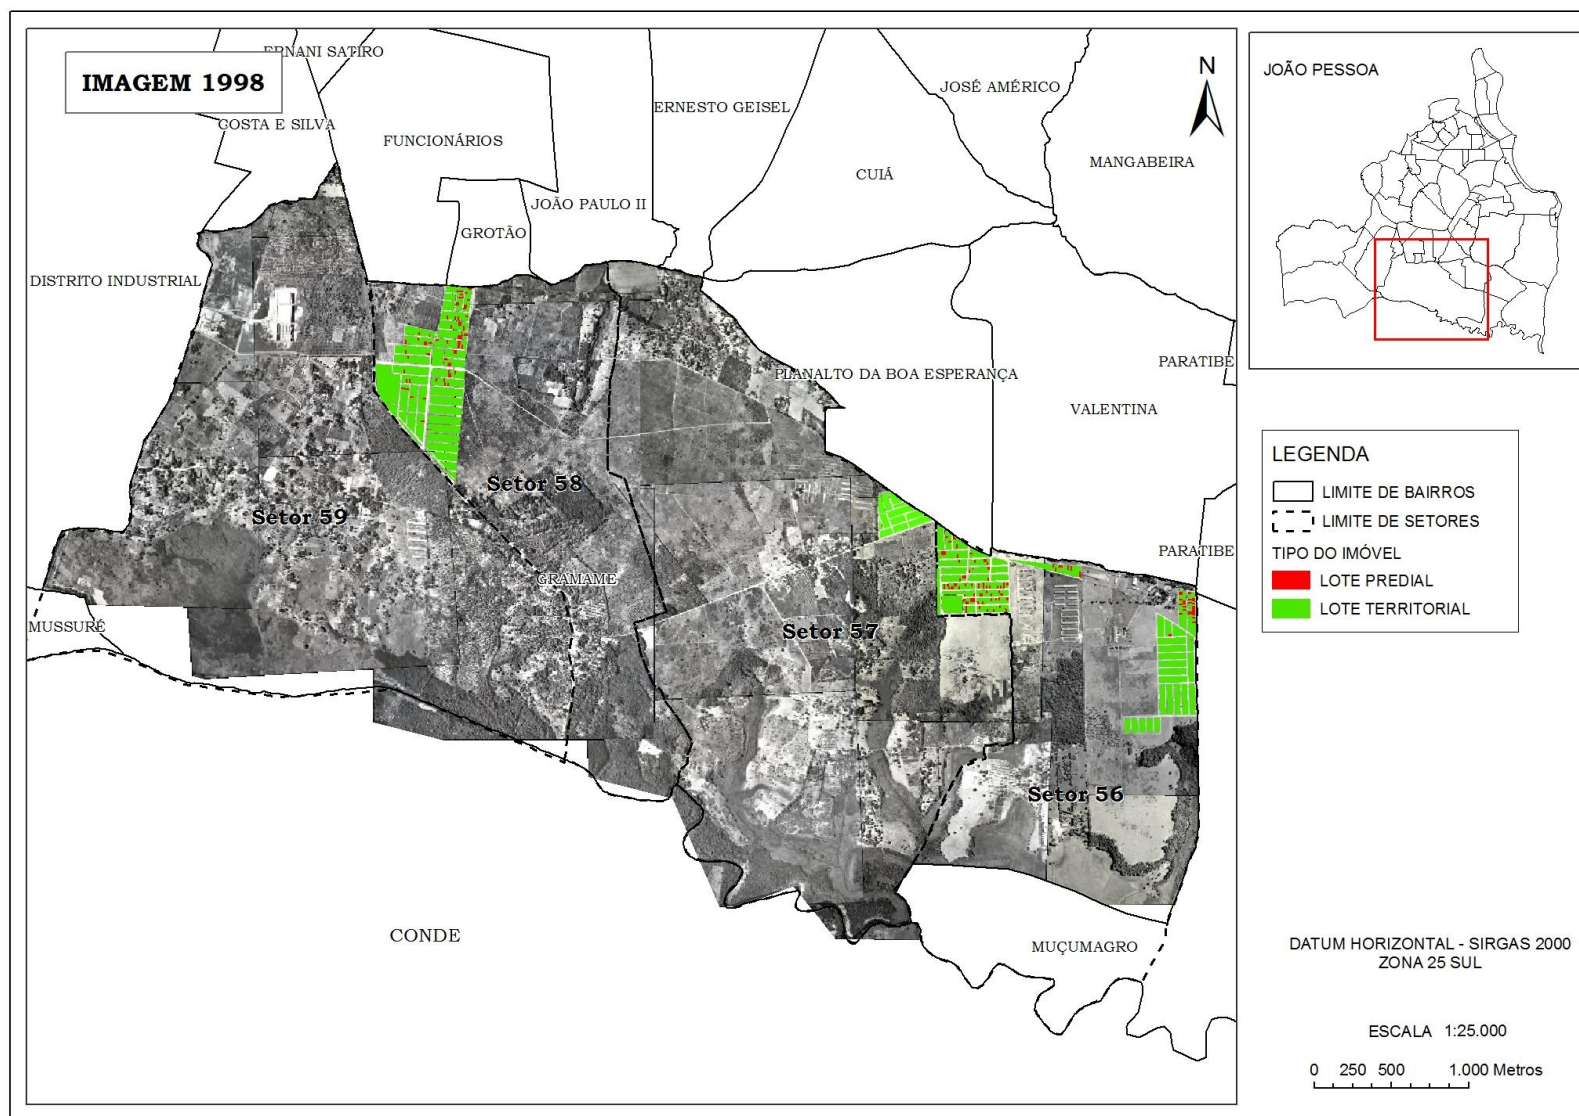 IMAGEM 1998
ERNANI SATIRO
COSTA E SILVA
FUNCIONÁRIOS
ERNESTO GEISEL
JOSÉ AMÉRICO
N
MANGABEIRA
CUIÁ
JOÃO PAULO II
GROTÃO
DISTRITO INDUSTRIAL
PLANALTO DA BOA ESPERANÇA
PARATIBE
VALENTINA
Setor 58
Setor 59
GRAMAME
PARATIBE
MUSSURÉ
Setor 57
Setor 56
CONDE
MUÇUMAGRO
JOÃO PESSOA
LEGENDA
LIMITE DE BAIRROS
LIMITE DE SETORES
TIPO DO IMÓVEL
LOTE PREDIAL
LOTE TERRITORIAL
DATUM HORIZONTAL - SIRGAS 2000
ZONA 25 SUL
ESCALA 1:25.000
0 250 500 1.000 Metros